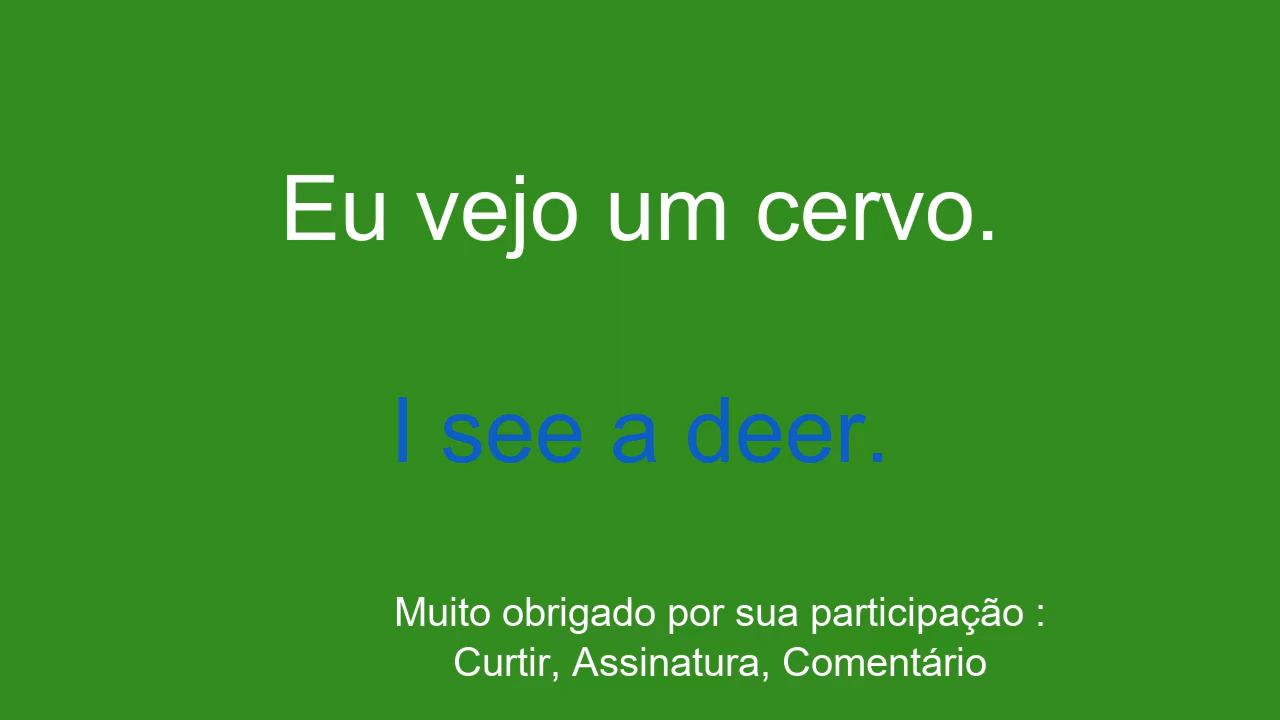 Eu vejo um cervo.
I see a deer.
Muito obrigado por sua participação :
Curtir, Assinatura, Comentário